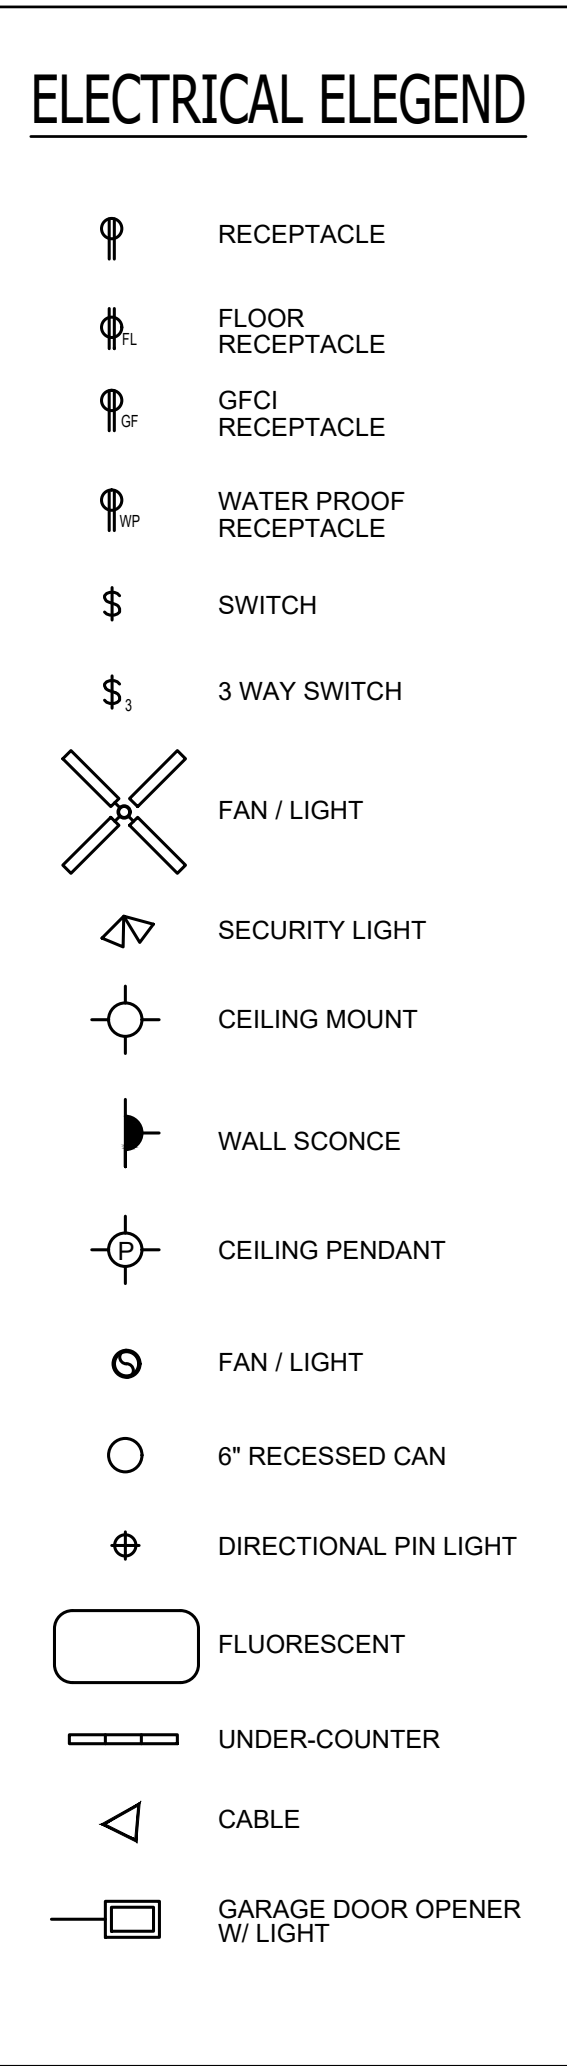 ELECTRICAL ELEGEND
RECEPTACLE
FL
FLOOR
RECEPTACLE
GF
GFCI
RECEPTACLE
WP
WATER PROOF
RECEPTACLE
$
SWITCH
$3
3 WAY SWITCH
FAN / LIGHT
SECURITY LIGHT
CEILING MOUNT
WALL SCONCE
P
CEILING PENDANT
FAN / LIGHT
6" RECESSED CAN
DIRECTIONAL PIN LIGHT
FLUORESCENT
UNDER-COUNTER
CABLE
GARAGE DOOR OPENER
W/ LIGHT